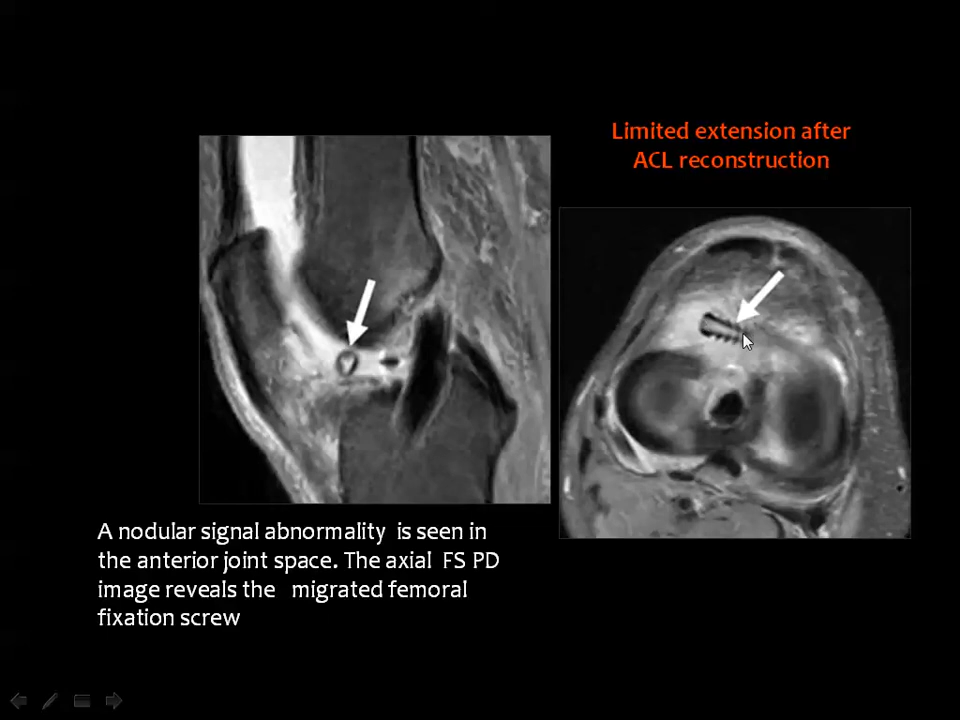 Limited extension after
ACL reconstruction
A nodular signal abnormality is seen in
the anterior joint space. The axial FS PD
image reveals the migrated femoral
fixation screw